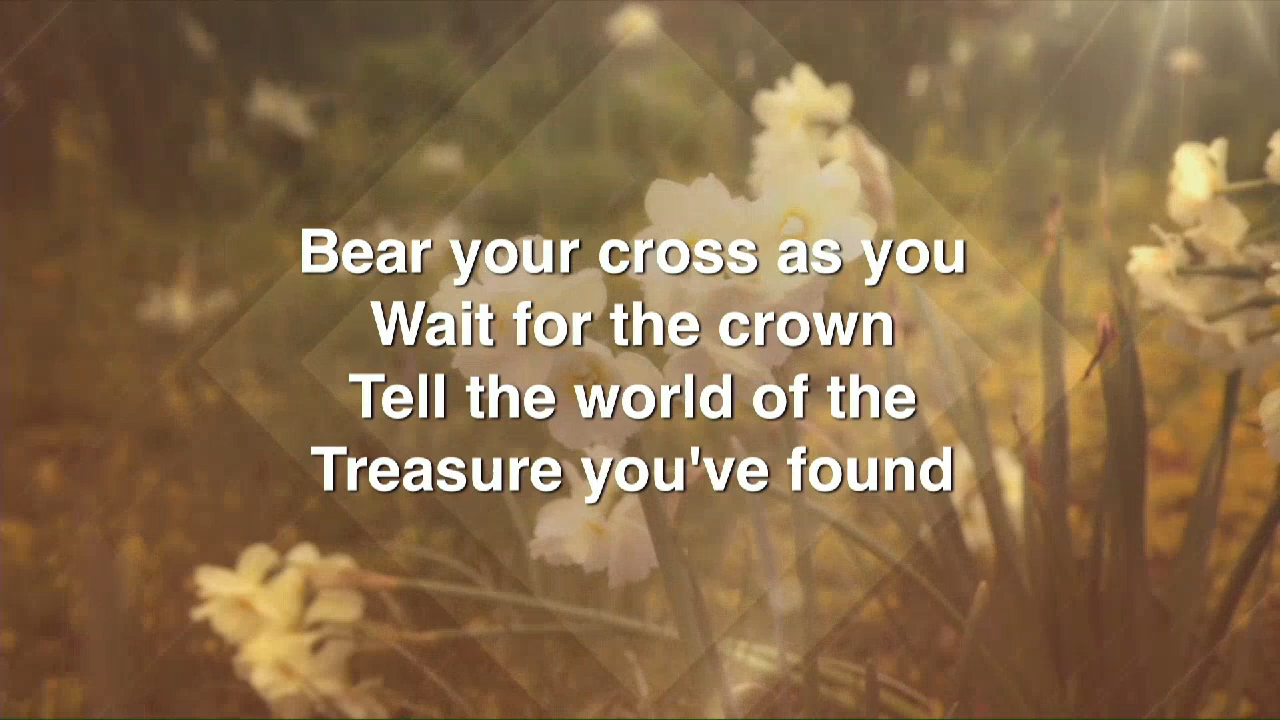 Bear your cross as you
Wait for the crown
Tell the world of the
Treasure you've found